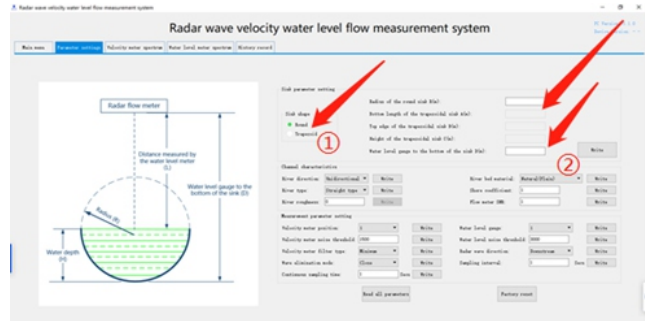 Radar wave velocity water level flow measurement system
Radar wave velocity water level flow measurement system
Main menu Parameter settings Velocity meter spectrum Water level meter spectrum History record
Radar flow meter
Distance measured by
the water level meter
(L)
Water level gauge to the
bottom of the sink (D)
Radius (R)
Water depth
(H)
Sink parameter setting
Sink shape
Round
Trapezoid
①
Radius of the round sink R(m):
Bottom length of the trapezoidal sink A(m):
Top edge of the trapezoidal sink B(m):
Height of the trapezoidal sink C(m):
Water level gauge to the bottom of the sink D(m):
Write
②
Channel characteristics
River direction Unidirectional Write River bed material Natural(Plain) Write
River type Straight type Write Shore coefficient 1 Write
River roughness 0 Write Flow meter SNR 1 Write
Measurement parameter setting
Velocity meter position 1 Write Water level gauge 1 Write
Velocity meter noise threshold Write Water level noise threshold Write
Velocity meter filter type Minimum Write Radar wave direction Downstream Write
Wave elimination mode Close Write Sampling interval 1 Secs Write
Continuous sampling time 1 Secs Write
Read all parameters Factory reset